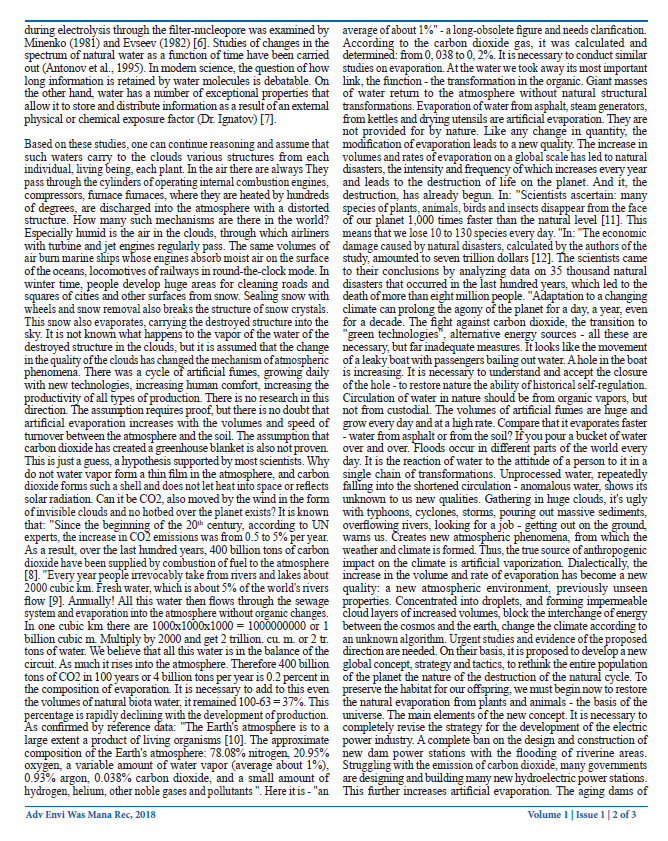 during electrolysis through the filter-nucleopore was examined by
Minenko (1981) and Evseev (1982) [6]. Studies of changes in the
spectrum of natural water as a function of time have been carried
out (Antonov et al., 1995). In modern science, the question of how
long information is retained by water molecules is debatable. On
the other hand, water has a number of exceptional properties that
allow it to store and distribute information as a result of an external
physical or chemical exposure factor (Dr. Ignatov) [7].
Based on these studies, one can continue reasoning and assume that
such waters carry to the clouds various structures from each
individual, living being, each plant. In the air there are always They
pass through the cylinders of operating internal combustion engines,
compressors, furnace furnaces, where they are heated by hundreds
of degrees, are discharged into the atmosphere with a distorted
structure. How many such mechanisms are there in the world?
Especially humid is the air in the clouds, through which airliners
with turbine and jet engines regularly pass. The same volumes of
air burn marine ships whose engines absorb moist air on the surface
of the oceans, locomotives of railways in round-the-clock mode. In
winter time, people develop huge areas for cleaning roads and
squares of cities and other surfaces from snow. Sealing snow with
wheels and snow removal also breaks the structure of snow crystals.
This snow also evaporates, carrying the destroyed structure into the
sky. It is not known what happens to the vapor of the water of the
destroyed structure in the clouds, but it is assumed that the change
in the quality of the clouds has changed the mechanism of atmospheric
phenomena. There was a cycle of artificial fumes, growing daily
with new technologies, increasing human comfort, increasing the
productivity of all types of production. There is no research in this
direction. The assumption requires proof, but there is no doubt that
artificial evaporation increases with the volumes and speed of
turnover between the atmosphere and the soil. The assumption that
carbon dioxide has created a greenhouse blanket is also not proven.
This is just a guess, a hypothesis supported by most scientists. Why
do not water vapor form a thin film in the atmosphere, and carbon
dioxide forms such a shell and does not let heat into space or reflects
solar radiation. Can it be CO2, also moved by the wind in the form
of invisible clouds and no hotbed over the planet exists? It is known
that: "Since the beginning of the 20th century, according to UN
experts, the increase in CO2 emissions was from 0.5 to 5% per year.
As a result, over the last hundred years, 400 billion tons of carbon
dioxide have been supplied by combustion of fuel to the atmosphere
[8]. "Every year people irrevocably take from rivers and lakes about
2000 cubic km. Fresh water, which is about 5% of the world's rivers
flow [9]. Annually! All this water then flows through the sewage
system and evaporation into the atmosphere without organic changes.
In one cubic km there are 1000x1000x1000 = 1000000000 or 1
billion cubic m. Multiply by 2000 and get 2 trillion. cu. m. or 2 tr.
tons of water. We believe that all this water is in the balance of the
circuit. As much it rises into the atmosphere. Therefore 400 billion
tons of CO2 in 100 years or 4 billion tons per year is 0.2 percent in
the composition of evaporation. It is necessary to add to this even
the volumes of natural biota water, it remained 100-63 = 37%. This
percentage is rapidly declining with the development of production.
As confirmed by reference data: "The Earth's atmosphere is to a
large extent a product of living organisms [10]. The approximate
composition of the Earth's atmosphere: 78.08% nitrogen, 20.95%
oxygen, a variable amount of water vapor (average about 1%),
0.93% argon, 0.038% carbon dioxide, and a small amount of
hydrogen, helium, other noble gases and pollutants ". Here it is - "an
average of about 1%" - a long-obsolete figure and needs clarification.
According to the carbon dioxide gas, it was calculated and
determined: from 0, 038 to 0, 2%. It is necessary to conduct similar
studies on evaporation. At the water we took away its most important
link, the function - the transformation in the organic. Giant masses
of water return to the atmosphere without natural structural
transformations. Evaporation of water from asphalt, steam generators,
from kettles and drying utensils are artificial evaporation. They are
not provided for by nature. Like any change in quantity, the
modification of evaporation leads to a new quality. The increase in
volumes and rates of evaporation on a global scale has led to natural
disasters, the intensity and frequency of which increases every year
and leads to the destruction of life on the planet. And it, the
destruction, has already begun. In: "Scientists ascertain: many
species of plants, animals, birds and insects disappear from the face
of our planet 1,000 times faster than the natural level [11]. This
means that we lose 10 to 130 species every day. "In: "The economic
damage caused by natural disasters, calculated by the authors of the
study, amounted to seven trillion dollars [12]. The scientists came
to their conclusions by analyzing data on 35 thousand natural
disasters that occurred in the last hundred years, which led to the
death of more than eight million people. "Adaptation to a changing
climate can prolong the agony of the planet for a day, a year, even
for a decade. The fight against carbon dioxide, the transition to
"green technologies", alternative energy sources - all these are
necessary, but far inadequate measures. It looks like the movement
of a leaky boat with passengers bailing out water. A hole in the boat
is increasing. It is necessary to understand and accept the closure
of the hole - to restore nature the ability of historical self-regulation.
Circulation of water in nature should be from organic vapors, but
not from custodial. The volumes of artificial fumes are huge and
grow every day and at a high rate. Compare that it evaporates faster
- water from asphalt or from the soil? If you pour a bucket of water
over and over. Floods occur in different parts of the world every
day. It is the reaction of water to the attitude of a person to it in a
single chain of transformations. Unprocessed water, repeatedly
falling into the shortened circulation - anomalous water, shows its
unknown to us new qualities. Gathering in huge clouds, it's ugly
with typhoons, cyclones, storms, pouring out massive sediments,
overflowing rivers, looking for a job - getting out on the ground,
warns us. Creates new atmospheric phenomena, from which the
weather and climate is formed. Thus, the true source of anthropogenic
impact on the climate is artificial vaporization. Dialectically, the
increase in the volume and rate of evaporation has become a new
quality: a new atmospheric environment, previously unseen
properties. Concentrated into droplets, and forming impermeable
cloud layers of increased volumes, block the interchange of energy
between the cosmos and the earth, change the climate according to
an unknown algorithm. Urgent studies and evidence of the proposed
direction are needed. On their basis, it is proposed to develop a new
global concept, strategy and tactics, to rethink the entire population
of the planet the nature of the destruction of the natural cycle. To
preserve the habitat for our offspring, we must begin now to restore
the natural evaporation from plants and animals - the basis of the
universe. The main elements of the new concept. It is necessary to
completely revise the strategy for the development of the electric
power industry. A complete ban on the design and construction of
new dam power stations with the flooding of riverine areas.
Struggling with the emission of carbon dioxide, many governments
are designing and building many new hydroelectric power stations.
This further increases artificial evaporation. The aging dams of
Adv Envi Was Mana Rec, 2018
Volume 1 | Issue 1 | 2 of 3